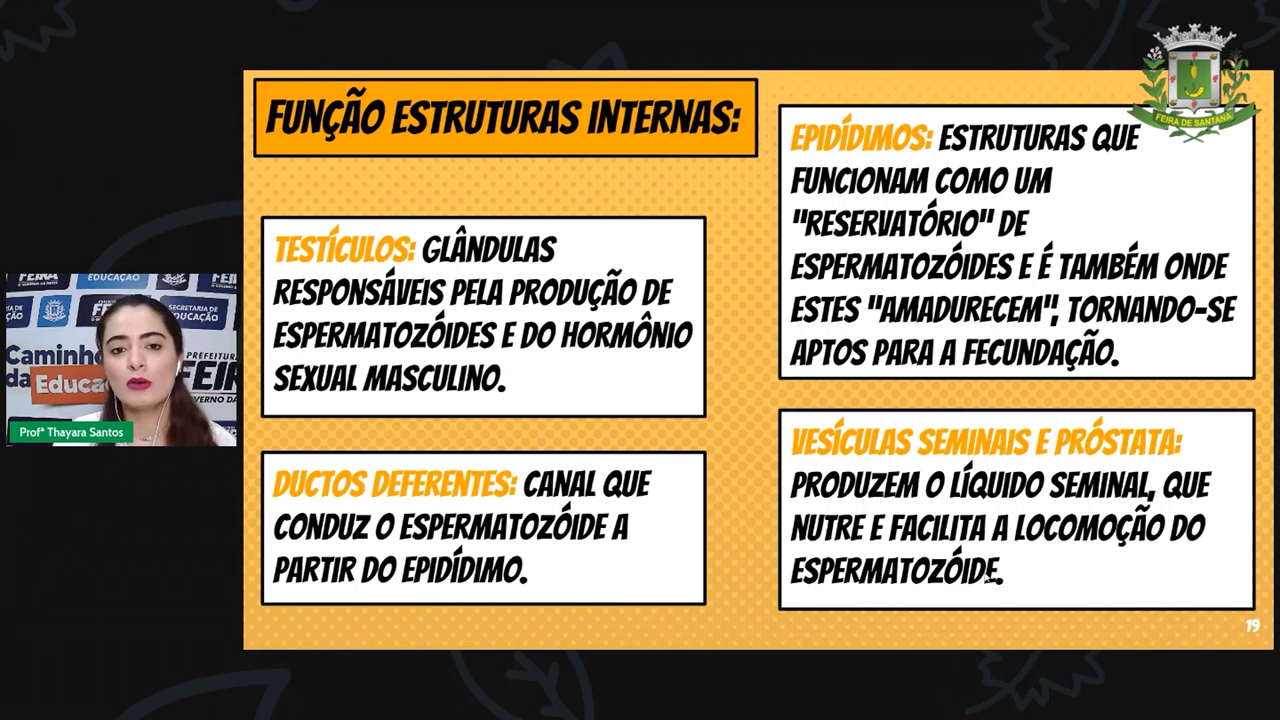 FUNÇÃO ESTRUTURAS INTERNAS:
TESTÍCULOS: GLÂNDULAS
RESPONSÁVEIS PELA PRODUÇÃO DE
ESPERMATOZÓIDES E DO HORMÔNIO
SEXUAL MASCULINO.
DUCTOS DEFERENTES: CANAL QUE
CONDUZ O ESPERMATOZÓIDE A
PARTIR DO EPIDÍDIMO.
EPIDÍDIMOS: ESTRUTURAS QUE
FUNCIONAM COMO UM
"RESERVATÓRIO" DE
ESPERMATOZÓIDES E É TAMBÉM ONDE
ESTES "AMADURECEM", TORNANDO-SE
APTOS PARA A FECUNDAÇÃO.
VESÍCULAS SEMINAIS E PRÓSTATA:
PRODUZEM O LÍQUIDO SEMINAL, QUE
NUTRE E FACILITA A LOCOMOÇÃO DO
ESPERMATOZÓIDE.
19
FEIRA DE SANTANA
EDUCAÇÃO
SECRETARIA DE
EDUCAÇÃO
Caminho
da Educa
PREFEITURA
FEIR
Profª Thayara Santos